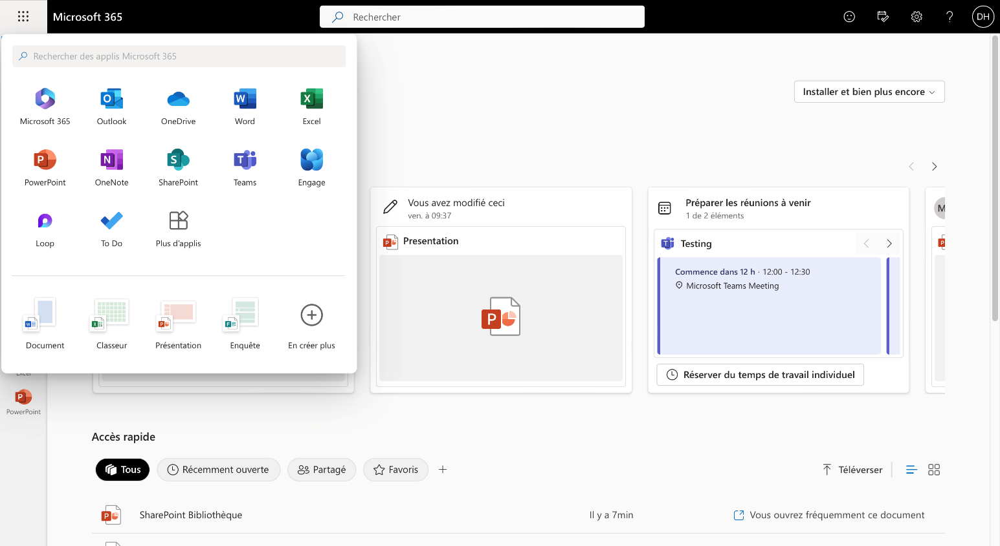 Microsoft 365
Rechercher
DH
Rechercher des applis Microsoft 365
Microsoft 365
Outlook
OneDrive
Word
Excel
PowerPoint
OneNote
SharePoint
Teams
Engage
Loop
To Do
Plus d'applis
Document
Classeur
Présentation
Enquête
En créer plus
Excel
PowerPoint
Installer et bien plus encore
Vous avez modifié ceci
ven. à 09:37
Presentation
Préparer les réunions à venir
1 de 2 éléments
Testing
Commence dans 12 h · 12:00 - 12:30
Microsoft Teams Meeting
Réserver du temps de travail individuel
M
Accès rapide
Tous
Récemment ouverte
Partagé
Favoris
Téléverser
SharePoint Bibliothèque
Il y a 7min
Vous ouvrez fréquemment ce document